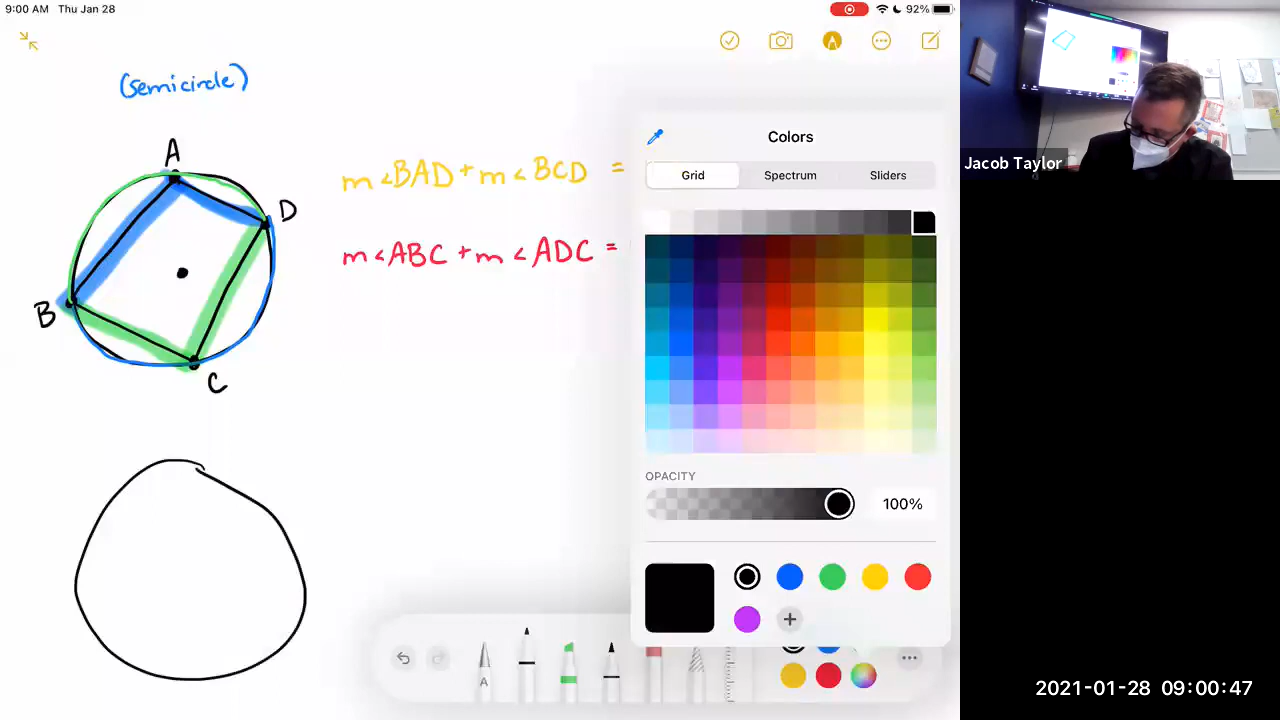 9:00 AM Thu Jan 28
92%
(semicircle)
A
D
B
C
m<BAD + m<BCD =
m<ABC + m<ADC =
Colors
Grid Spectrum Sliders
OPACITY
100%
A
Jacob Taylor
2021-01-28 09:00:47